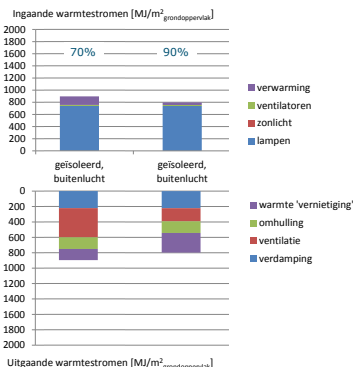 Ingaande warmtestromen [MJ/m²grondoppervlak]
2000
1800
1600
1400
1200
1000
800
600
400
200
0
70% 90%
geïsoleerd, buitenlucht
geïsoleerd, buitenlucht
verwarming
ventilatoren
zonlicht
lampen
0
200
400
600
800
1000
1200
1400
1600
1800
2000
warmte 'vernietiging'
omhulling
ventilatie
verdamping
Uitgaande warmtestromen [MJ/m²grondoppervlak]